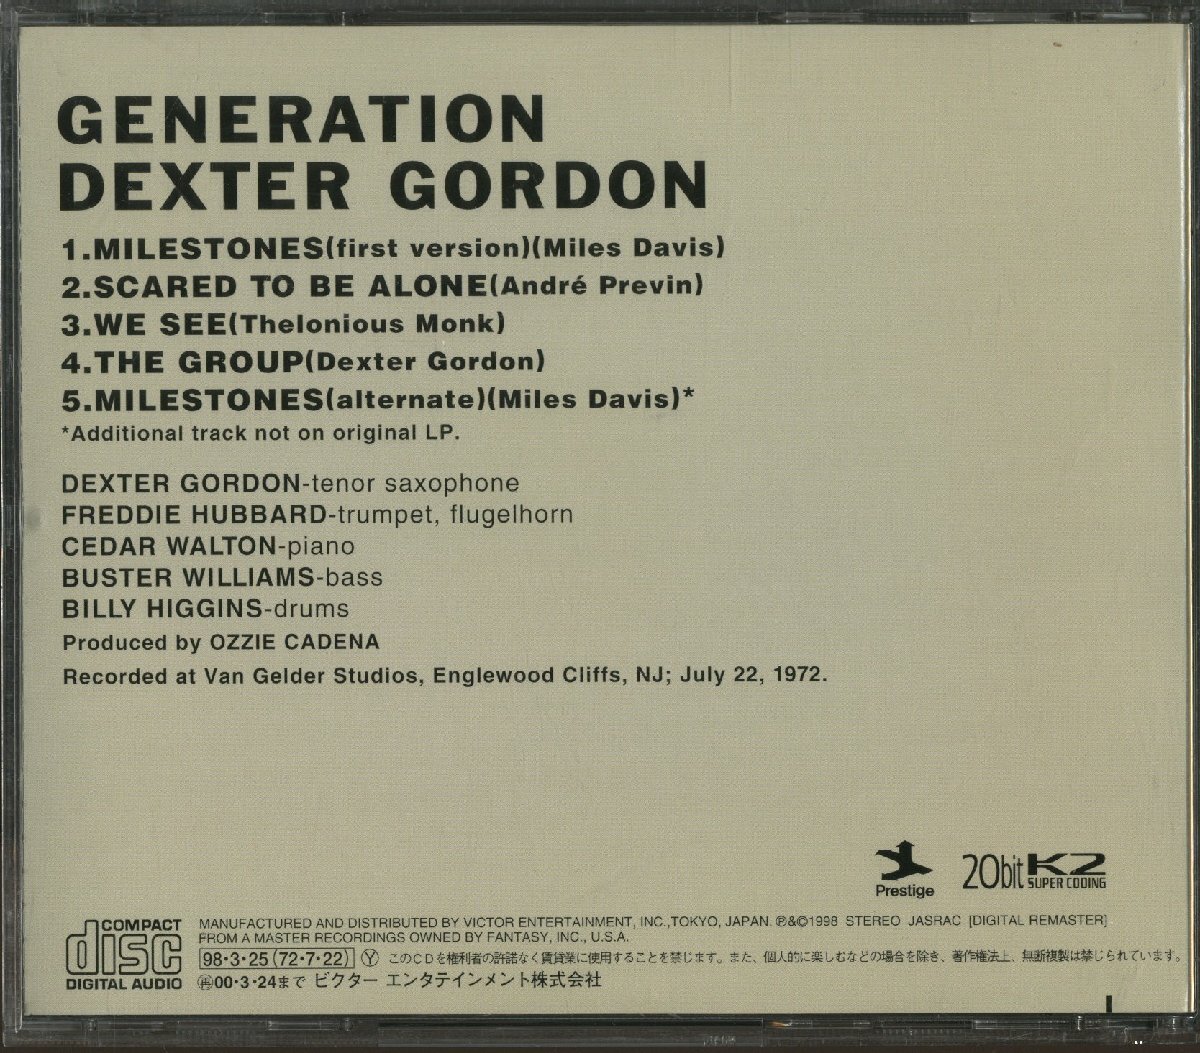 GENERATION
DEXTER GORDON
1.MILESTONES(first version)(Miles Davis)
2.SCARED TO BE ALONE(André Previn)
3.WE SEE(Thelonious Monk)
4.THE GROUP(Dexter Gordon)
5.MILESTONES(alternate)(Miles Davis)*
*Additional track not on original LP.
DEXTER GORDON-tenor saxophone
FREDDIE HUBBARD-trumpet, flugelhorn
CEDAR WALTON-piano
BUSTER WILLIAMS-bass
BILLY HIGGINS-drums
Produced by OZZIE CADENA
Recorded at Van Gelder Studios, Englewood Cliffs, NJ; July 22, 1972.
Prestige
20bit K2
SUPER CODING
COMPACT
disc
DIGITAL AUDIO
MANUFACTURED AND DISTRIBUTED BY VICTOR ENTERTAINMENT, INC.,TOKYO, JAPAN. ℗&©1998 STEREO JASRAC [DIGITAL REMASTER]
FROM A MASTER RECORDINGS OWNED BY FANTASY, INC., U.S.A.
98・3・25(72・7・22) Ⓨ このCDを権利者の許諾なく賃貸業に使用することを禁じます。また、個人的に楽しむなどの場合を除き、著作権法上、無断複製は禁じられています。
㋐00・3・24まで ビクター エンタテインメント株式会社